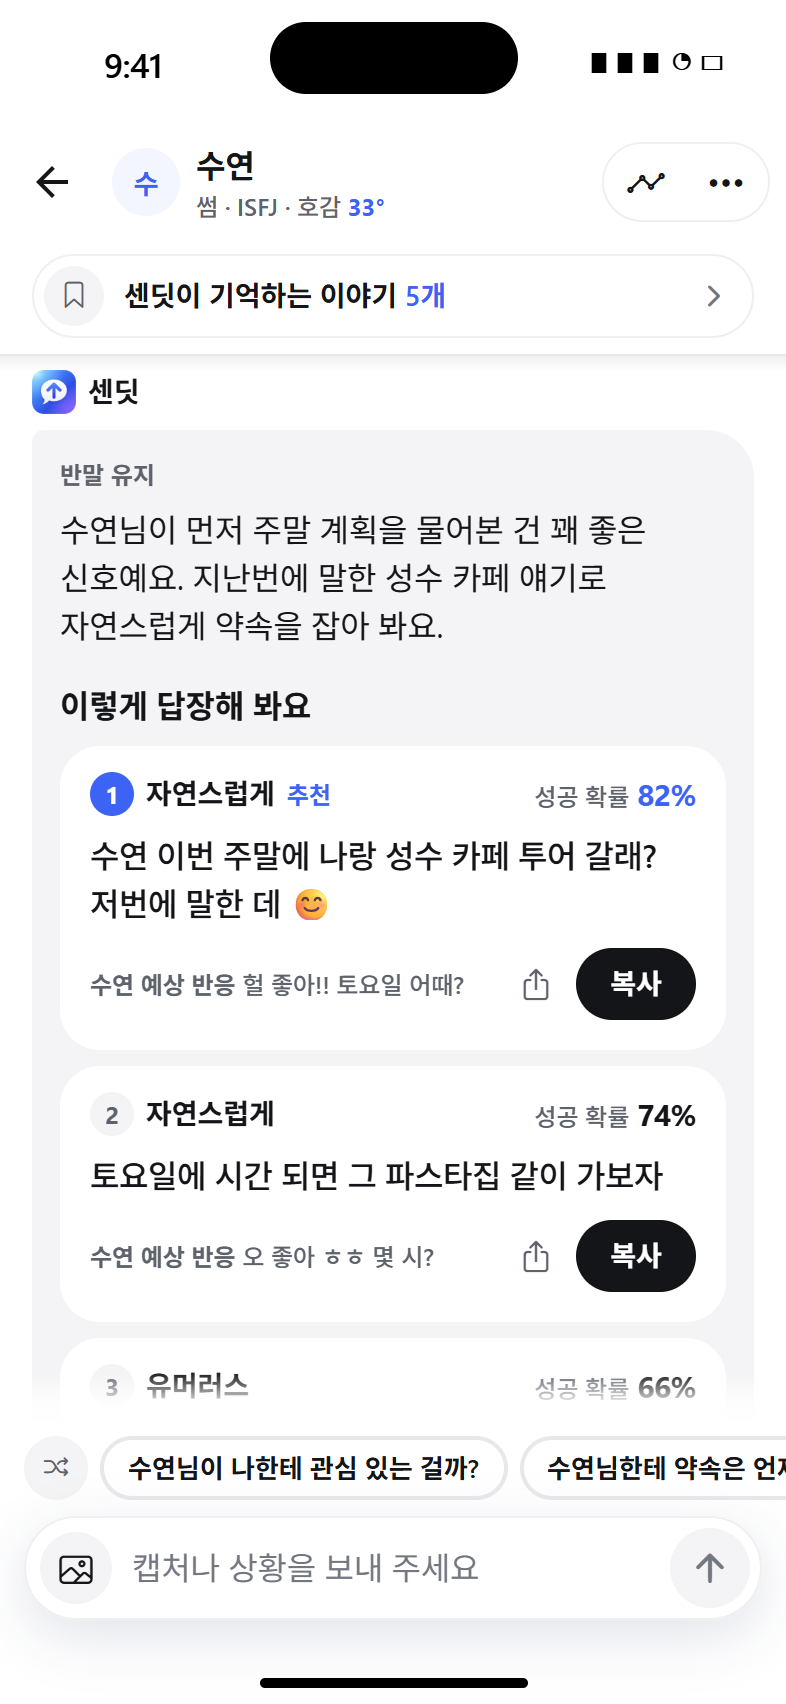 9:41
수
수연
썸 · ISFJ · 호감 33°
센딧이 기억하는 이야기 5개
센딧
반말 유지
수연님이 먼저 주말 계획을 물어본 건 꽤 좋은
신호예요. 지난번에 말한 성수 카페 얘기로
자연스럽게 약속을 잡아 봐요.
이렇게 답장해 봐요
1 자연스럽게 추천 성공 확률 82%
수연 이번 주말에 나랑 성수 카페 투어 갈래?
저번에 말한 데 😊
수연 예상 반응 헐 좋아!! 토요일 어때? 복사
2 자연스럽게 성공 확률 74%
토요일에 시간 되면 그 파스타집 같이 가보자
수연 예상 반응 오 좋아 ㅎㅎ 몇 시? 복사
3 유머러스 성공 확률 66%
수연님이 나한테 관심 있는 걸까? 수연님한테 약속은
캡처나 상황을 보내 주세요